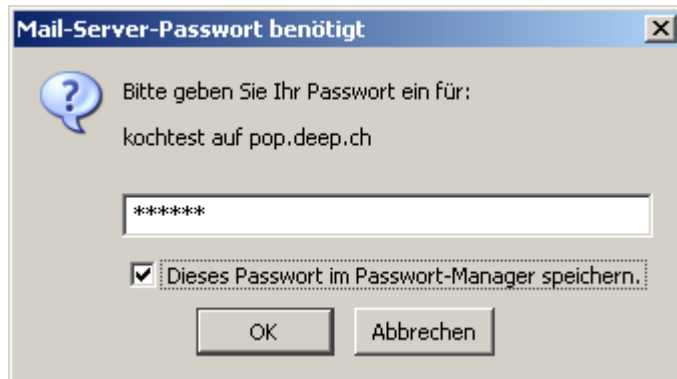 Mail-Server-Passwort benötigt
Bitte geben Sie Ihr Passwort ein für:
kochtest auf pop.deep.ch
******
Dieses Passwort im Passwort-Manager speichern.
OK Abbrechen